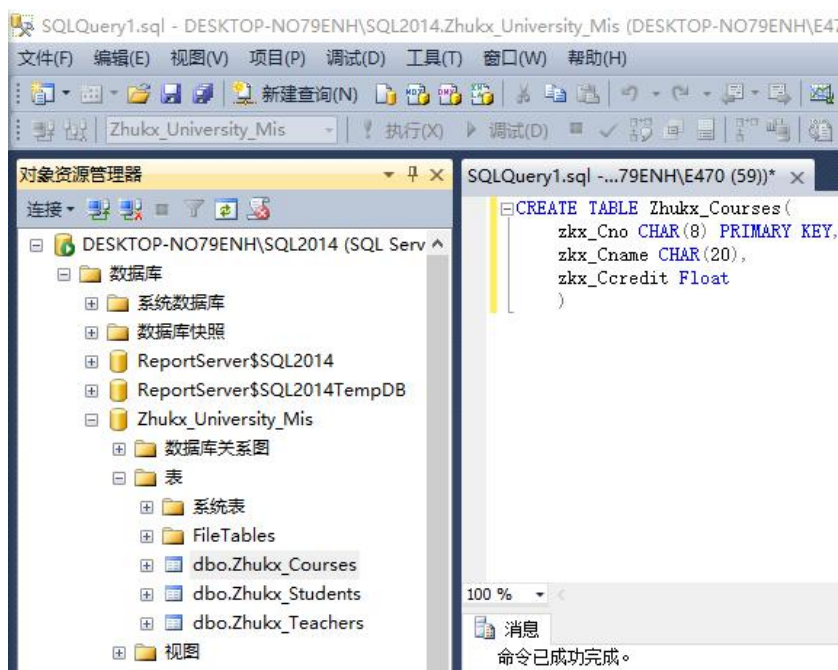 SQLQuery1.sql - DESKTOP-NO79ENH\SQL2014.Zhukx_University_Mis (DESKTOP-NO79ENH\E47
文件(F) 编辑(E) 视图(V) 项目(P) 调试(D) 工具(T) 窗口(W) 帮助(H)
新建查询(N)
Zhukx_University_Mis 执行(X) 调试(D)
对象资源管理器
连接
DESKTOP-NO79ENH\SQL2014 (SQL Serv
数据库
系统数据库
数据库快照
ReportServer$SQL2014
ReportServer$SQL2014TempDB
Zhukx_University_Mis
数据库关系图
表
系统表
FileTables
dbo.Zhukx_Courses
dbo.Zhukx_Students
dbo.Zhukx_Teachers
视图
SQLQuery1.sql -...79ENH\E470 (59))*
CREATE TABLE Zhukx_Courses(
zkx_Cno CHAR(8) PRIMARY KEY,
zkx_Cname CHAR(20),
zkx_Ccredit Float
)
100 %
消息
命令已成功完成。